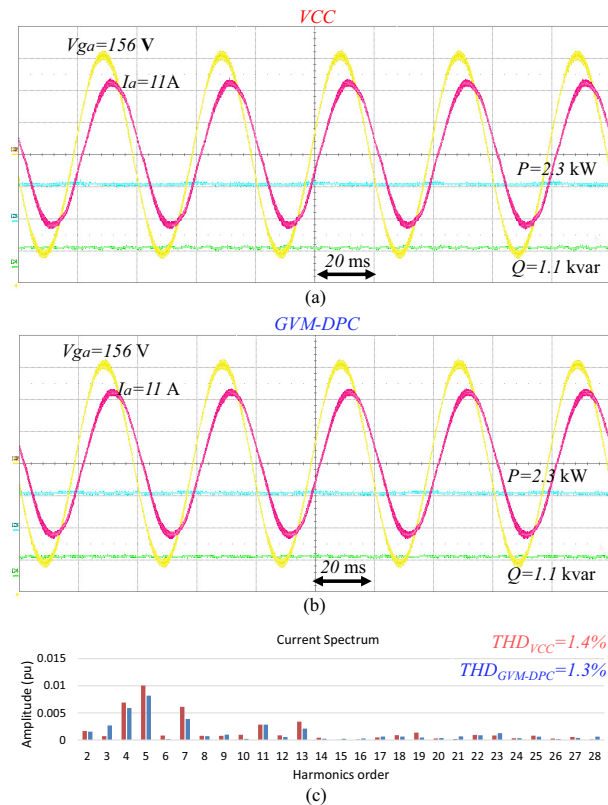 VCC
Vga=156 V
Ia=11A
P=2.3 kW
20 ms
Q=1.1 kvar
(a)
GVM-DPC
Vga=156 V
Ia=11 A
P=2.3 kW
20 ms
Q=1.1 kvar
(b)
Current Spectrum
THDVCC=1.4%
THDGVM-DPC=1.3%
Amplitude (pu)
0.015
0.01
0.005
0
2 3 4 5 6 7 8 9 10 11 12 13 14 15 16 17 18 19 20 21 22 23 24 25 26 27 28
Harmonics order
(c)